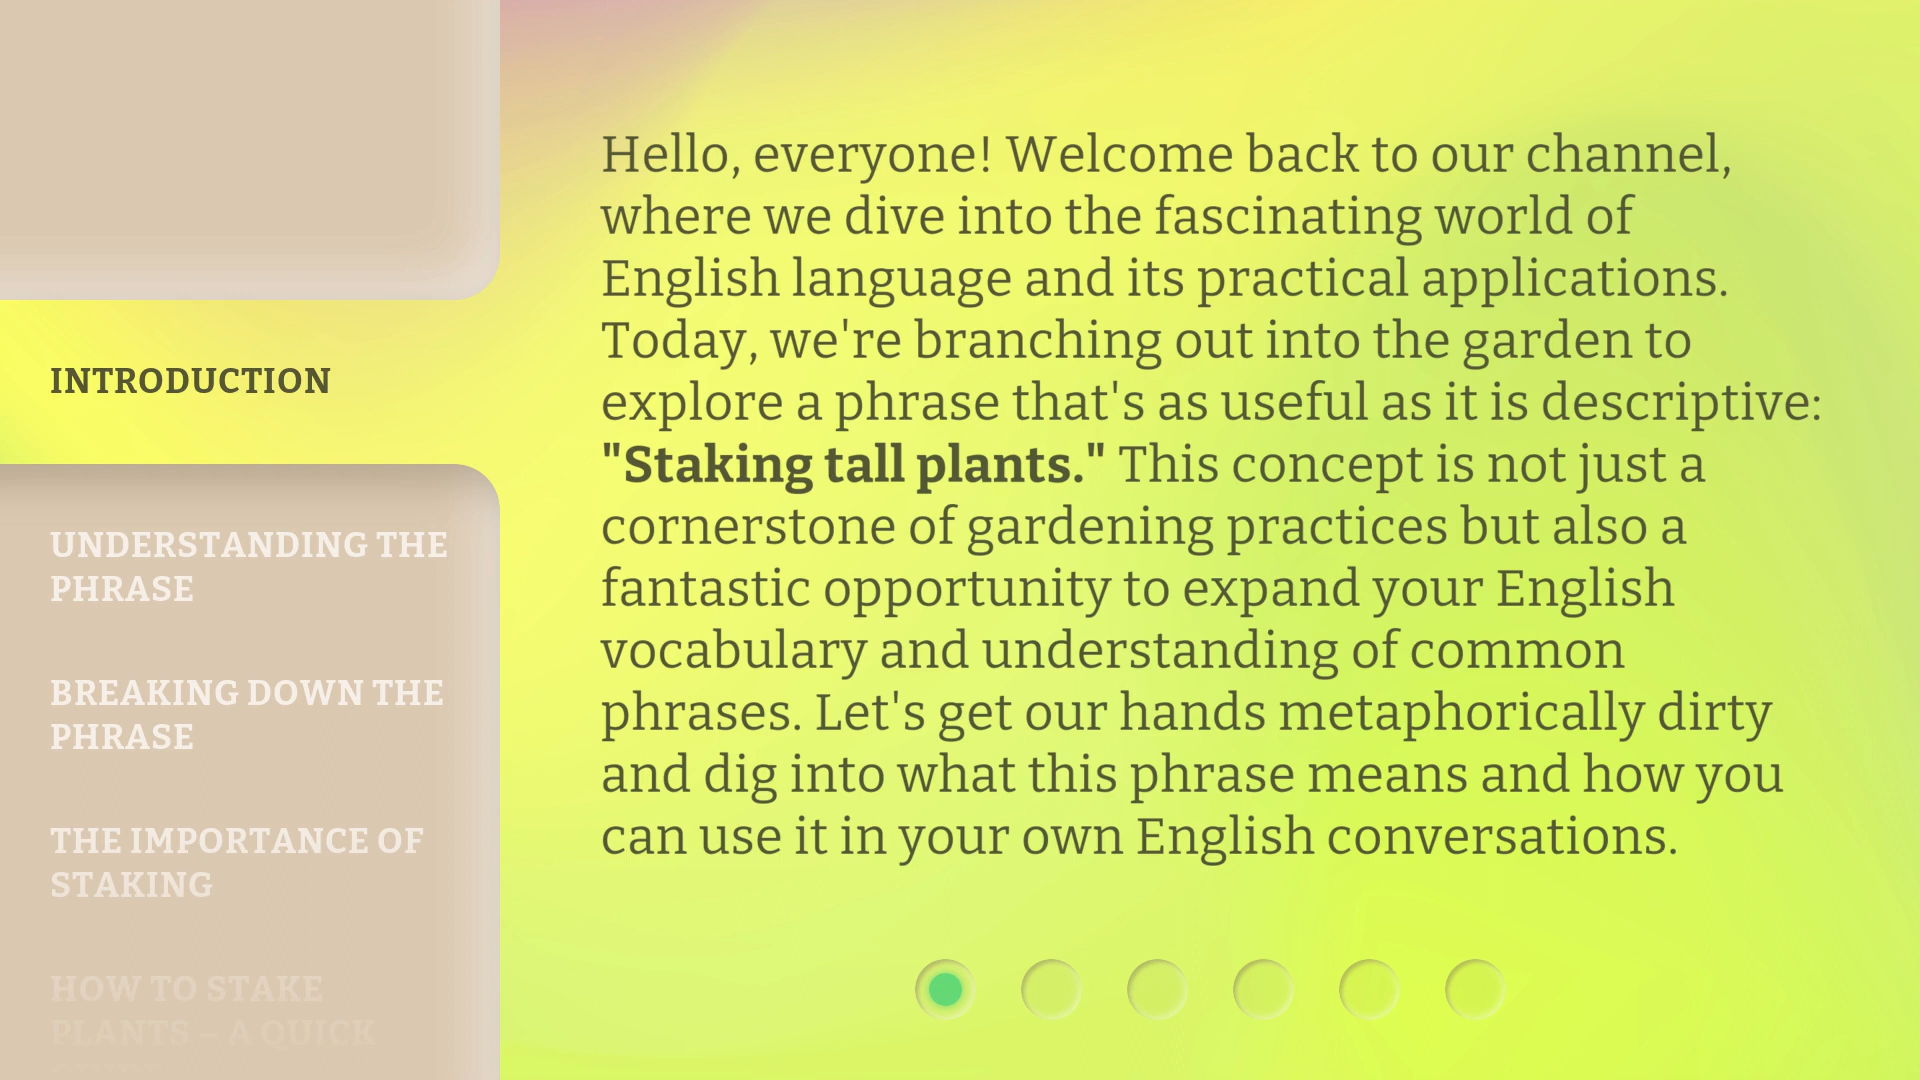 INTRODUCTION
UNDERSTANDING THE
PHRASE
BREAKING DOWN THE
PHRASE
THE IMPORTANCE OF
STAKING
HOW TO STAKE
PLANTS – A QUICK
Hello, everyone! Welcome back to our channel,
where we dive into the fascinating world of
English language and its practical applications.
Today, we're branching out into the garden to
explore a phrase that's as useful as it is descriptive:
"Staking tall plants." This concept is not just a
cornerstone of gardening practices but also a
fantastic opportunity to expand your English
vocabulary and understanding of common
phrases. Let's get our hands metaphorically dirty
and dig into what this phrase means and how you
can use it in your own English conversations.